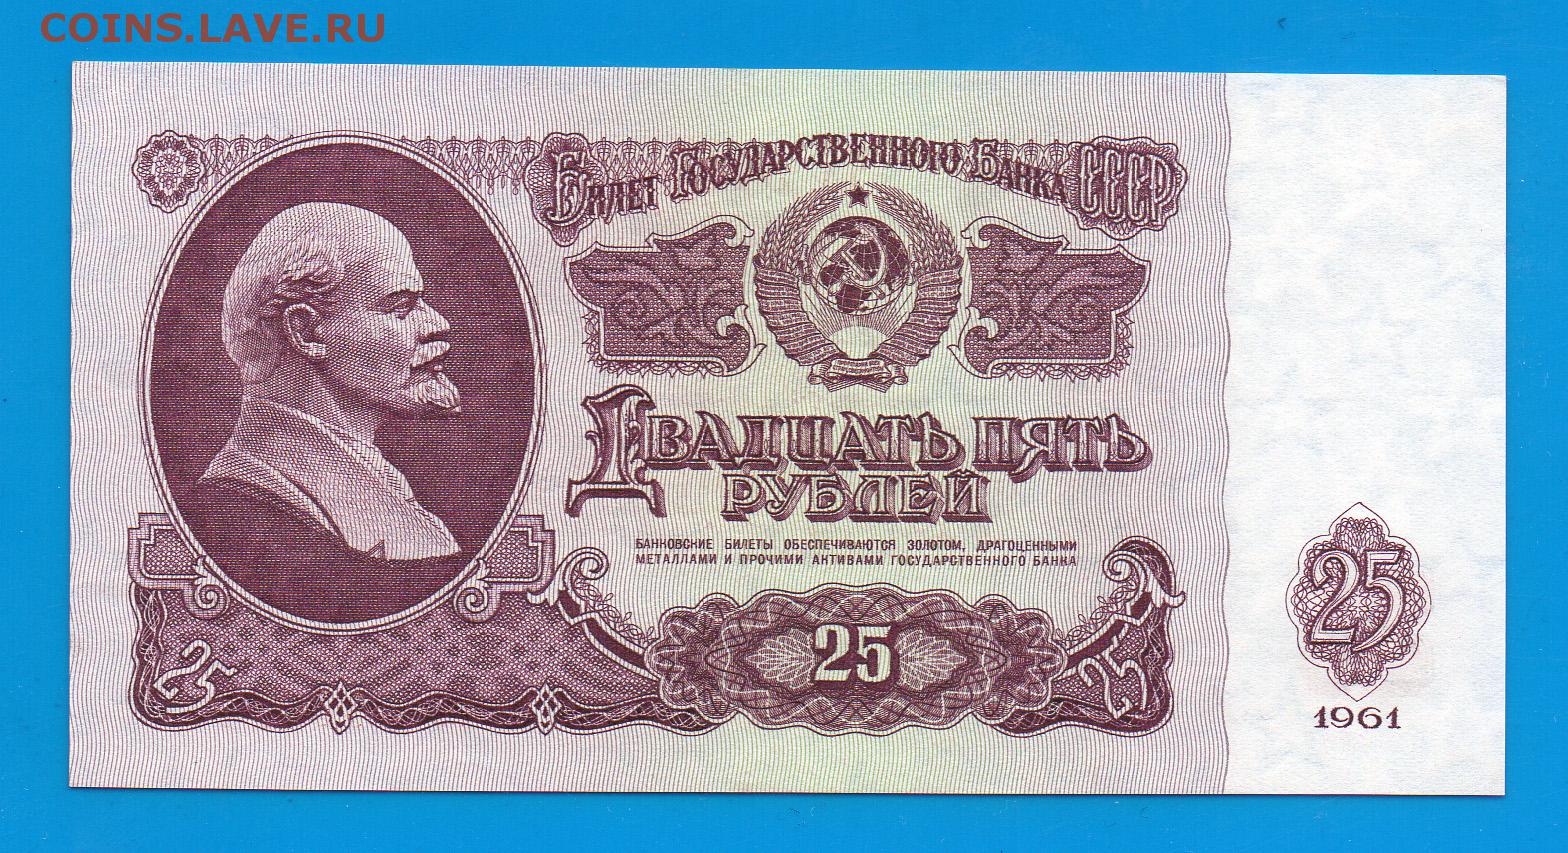 COINS.LAVE.RU
Билет Государственного Банка СССР
Двадцать пять
рублей
БАНКОВСКИЕ БИЛЕТЫ ОБЕСПЕЧИВАЮТСЯ ЗОЛОТОМ, ДРАГОЦЕННЫМИ
МЕТАЛЛАМИ И ПРОЧИМИ АКТИВАМИ ГОСУДАРСТВЕННОГО БАНКА
25
25
25
25
1961